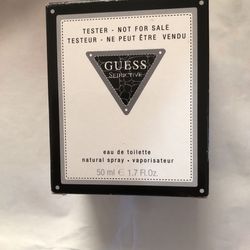 TESTER - NOT FOR SALE
TESTEUR - NE PEUT ÊTRE VENDU
GUESS
SEDUCTIVE
eau de toilette
natural spray • vaporisateur
50 ml ℮ 1.7 Fl. Oz.